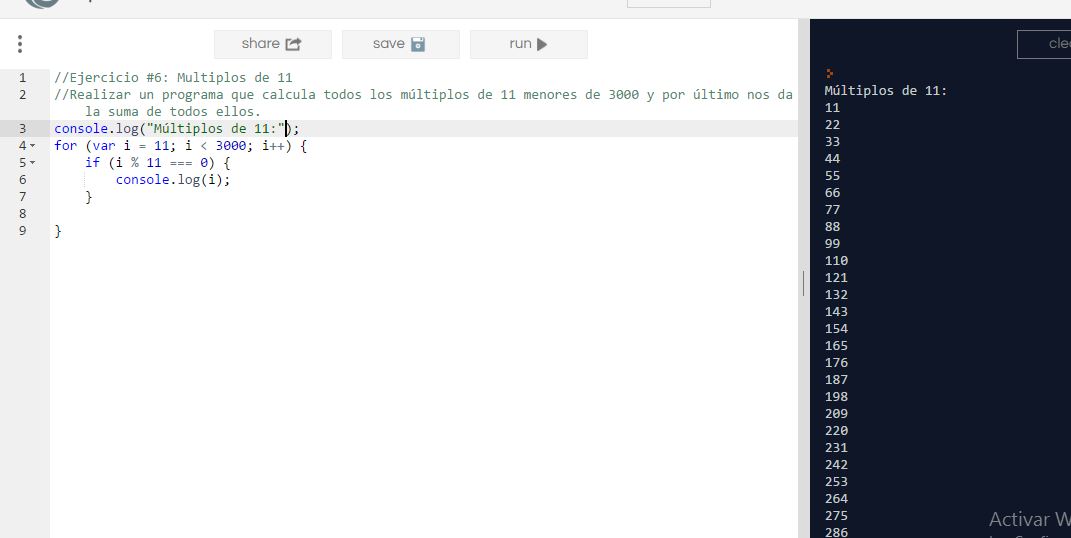 share
save
run
1 //Ejercicio #6: Multiplos de 11
2 //Realizar un programa que calcula todos los múltiplos de 11 menores de 3000 y por último nos da
la suma de todos ellos.
3 console.log("Múltiplos de 11:");
4 for (var i = 11; i < 3000; i++) {
5     if (i % 11 === 0) {
6         console.log(i);
7     }
8
9 }
cle
Múltiplos de 11:
11
22
33
44
55
66
77
88
99
110
121
132
143
154
165
176
187
198
209
220
231
242
253
264
275
286
Activar W